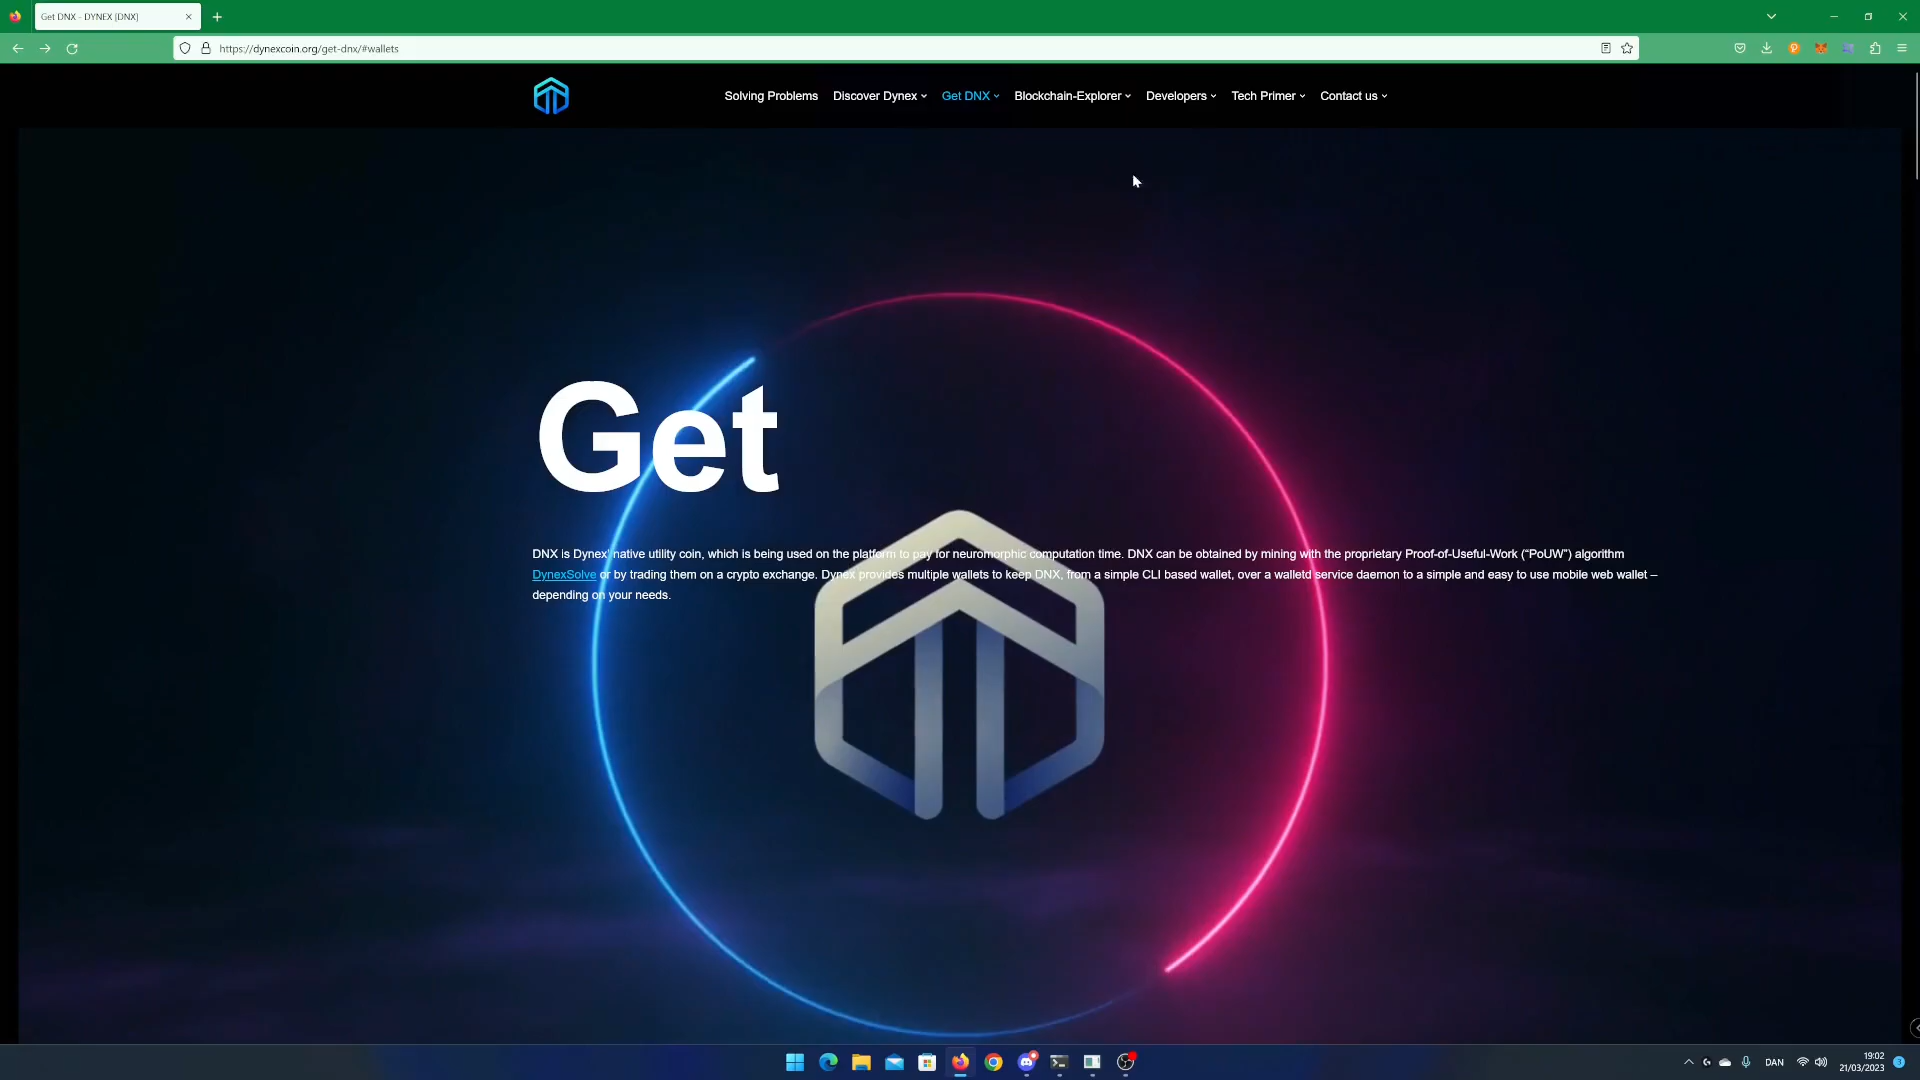 Get DNX – DYNEX [DNX]
https://dynexcoin.org/get-dnx/#wallets
Solving Problems
Discover Dynex
Get DNX
Blockchain-Explorer
Developers
Tech Primer
Contact us
Get
DNX is Dynex' native utility coin, which is being used on the platform to pay for neuromorphic computation time. DNX can be obtained by mining with the proprietary Proof-of-Useful-Work (“PoUW”) algorithm
DynexSolve or by trading them on a crypto exchange. Dynex provides multiple wallets to keep DNX, from a simple CLI based wallet, over a walletd service daemon to a simple and easy to use mobile web wallet –
depending on your needs.
DAN
19:02
21/03/2023
3